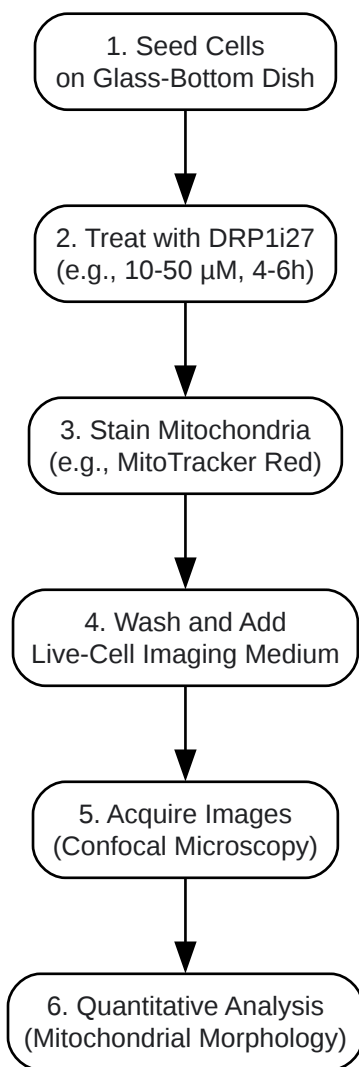 1. Seed Cells
on Glass-Bottom Dish
2. Treat with DRP1i27
(e.g., 10-50 µM, 4-6h)
3. Stain Mitochondria
(e.g., MitoTracker Red)
4. Wash and Add
Live-Cell Imaging Medium
5. Acquire Images
(Confocal Microscopy)
6. Quantitative Analysis
(Mitochondrial Morphology)